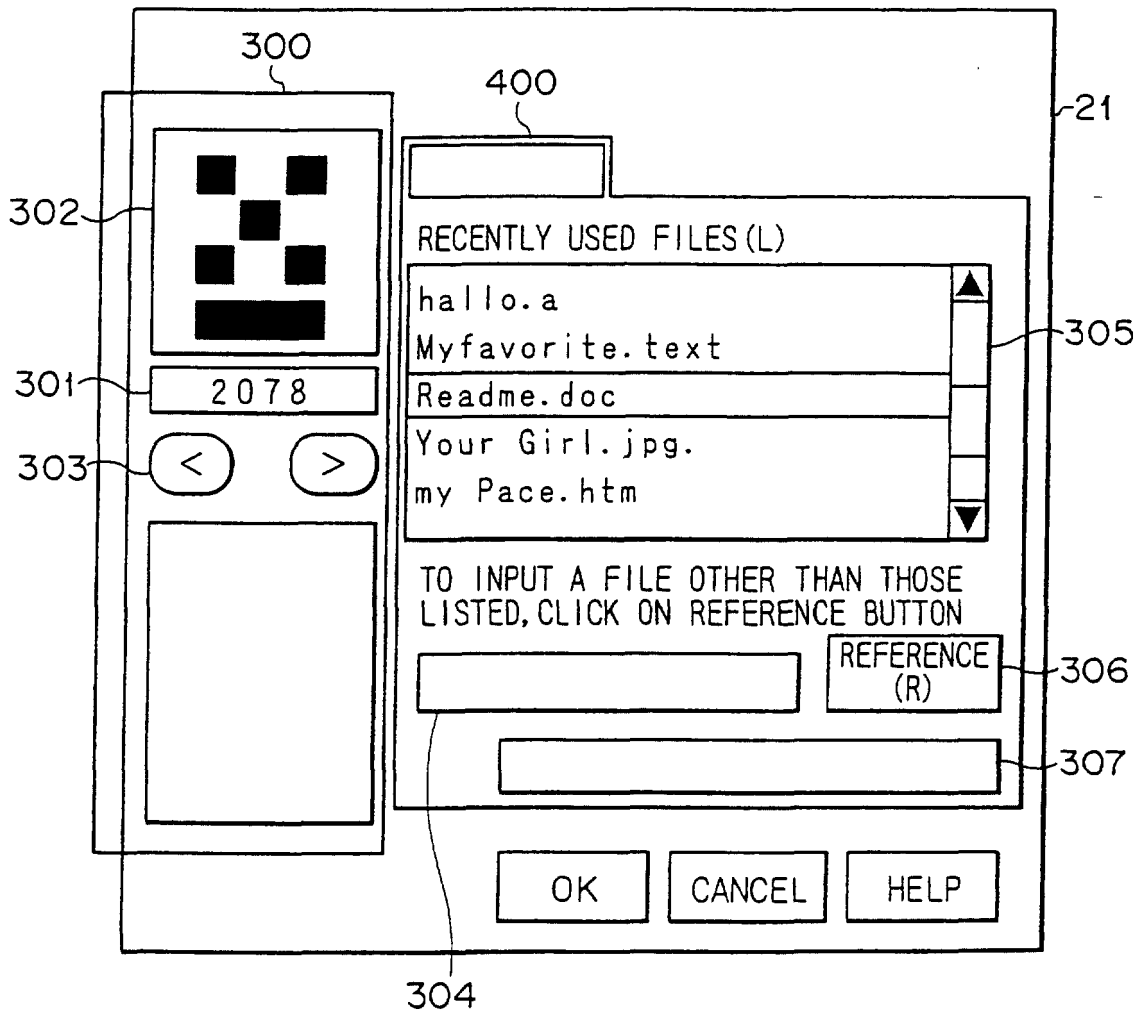 300
400
21
302
RECENTLY USED FILES(L)
hallo.a
305
Myfavorite.text
301
2078
Readme.doc
303
<
>
Your Girl.jpg.
my Pace.htm
TO INPUT A FILE OTHER THAN THOSE
LISTED, CLICK ON REFERENCE BUTTON
REFERENCE
(R)
306
307
OK
CANCEL
HELP
304